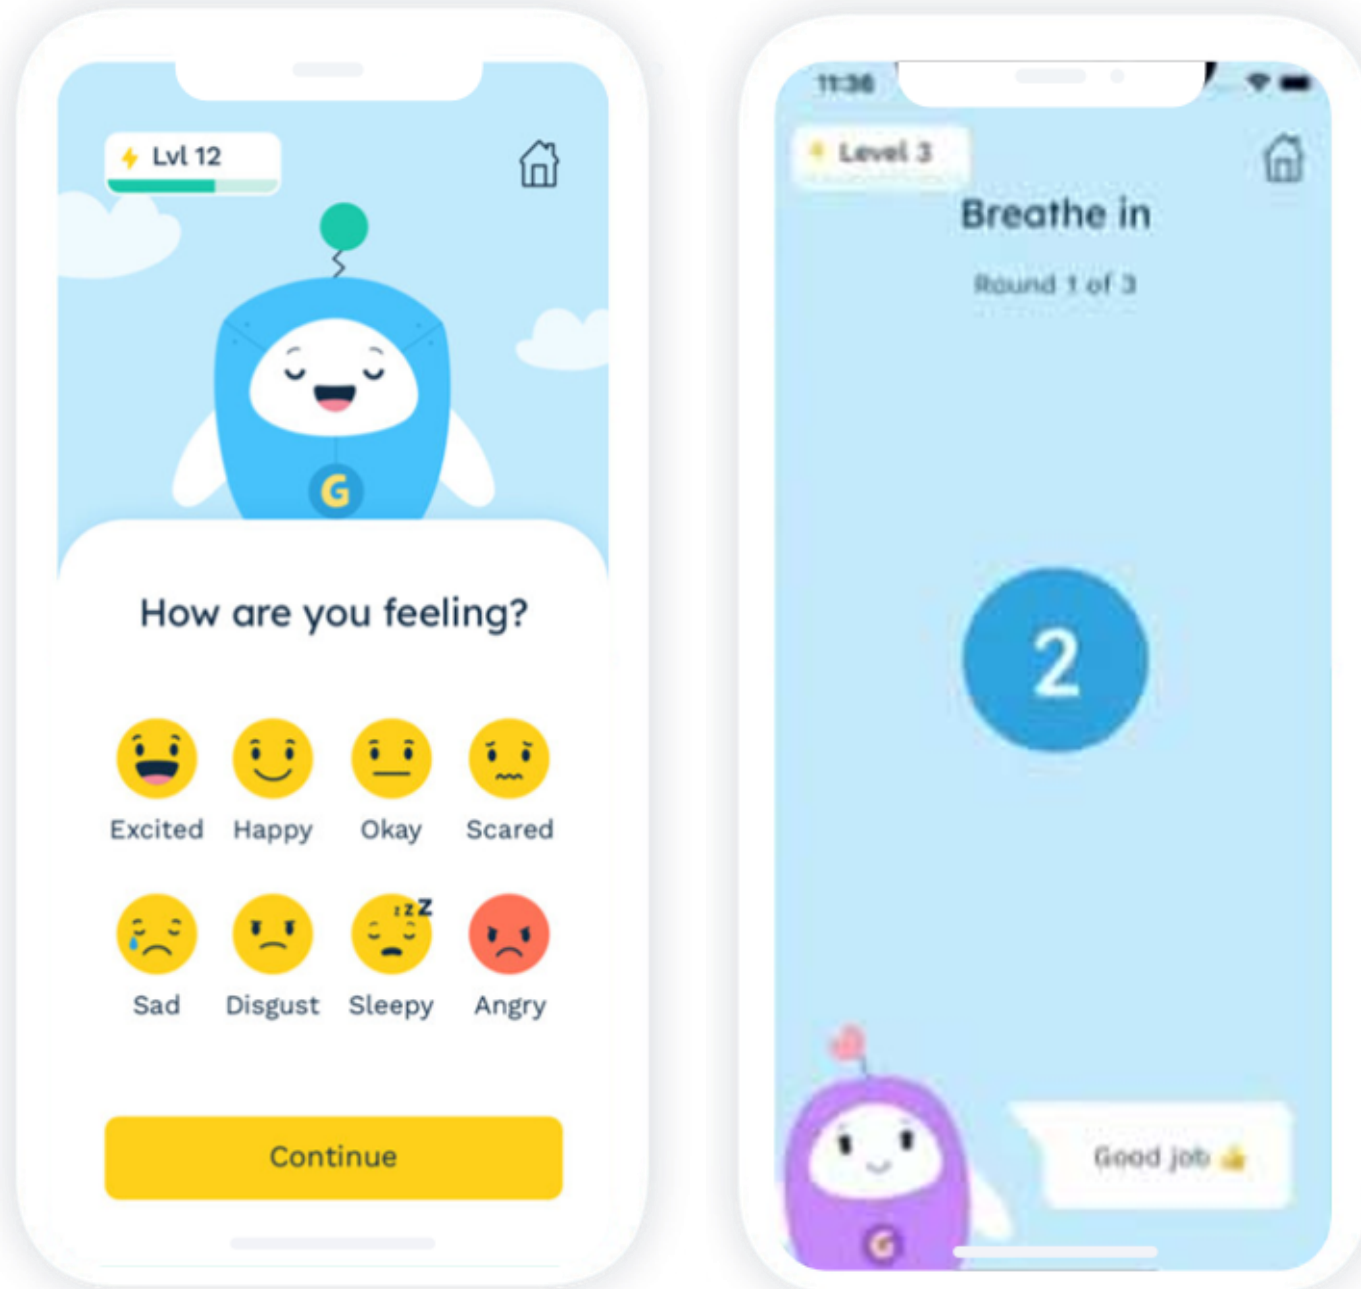 Lvl 12
G
How are you feeling?
Excited Happy Okay Scared
zzZ
Sad Disgust Sleepy Angry
Continue
11:36
Level 3
Breathe in
Round 1 of 3
2
Good job 👍
G